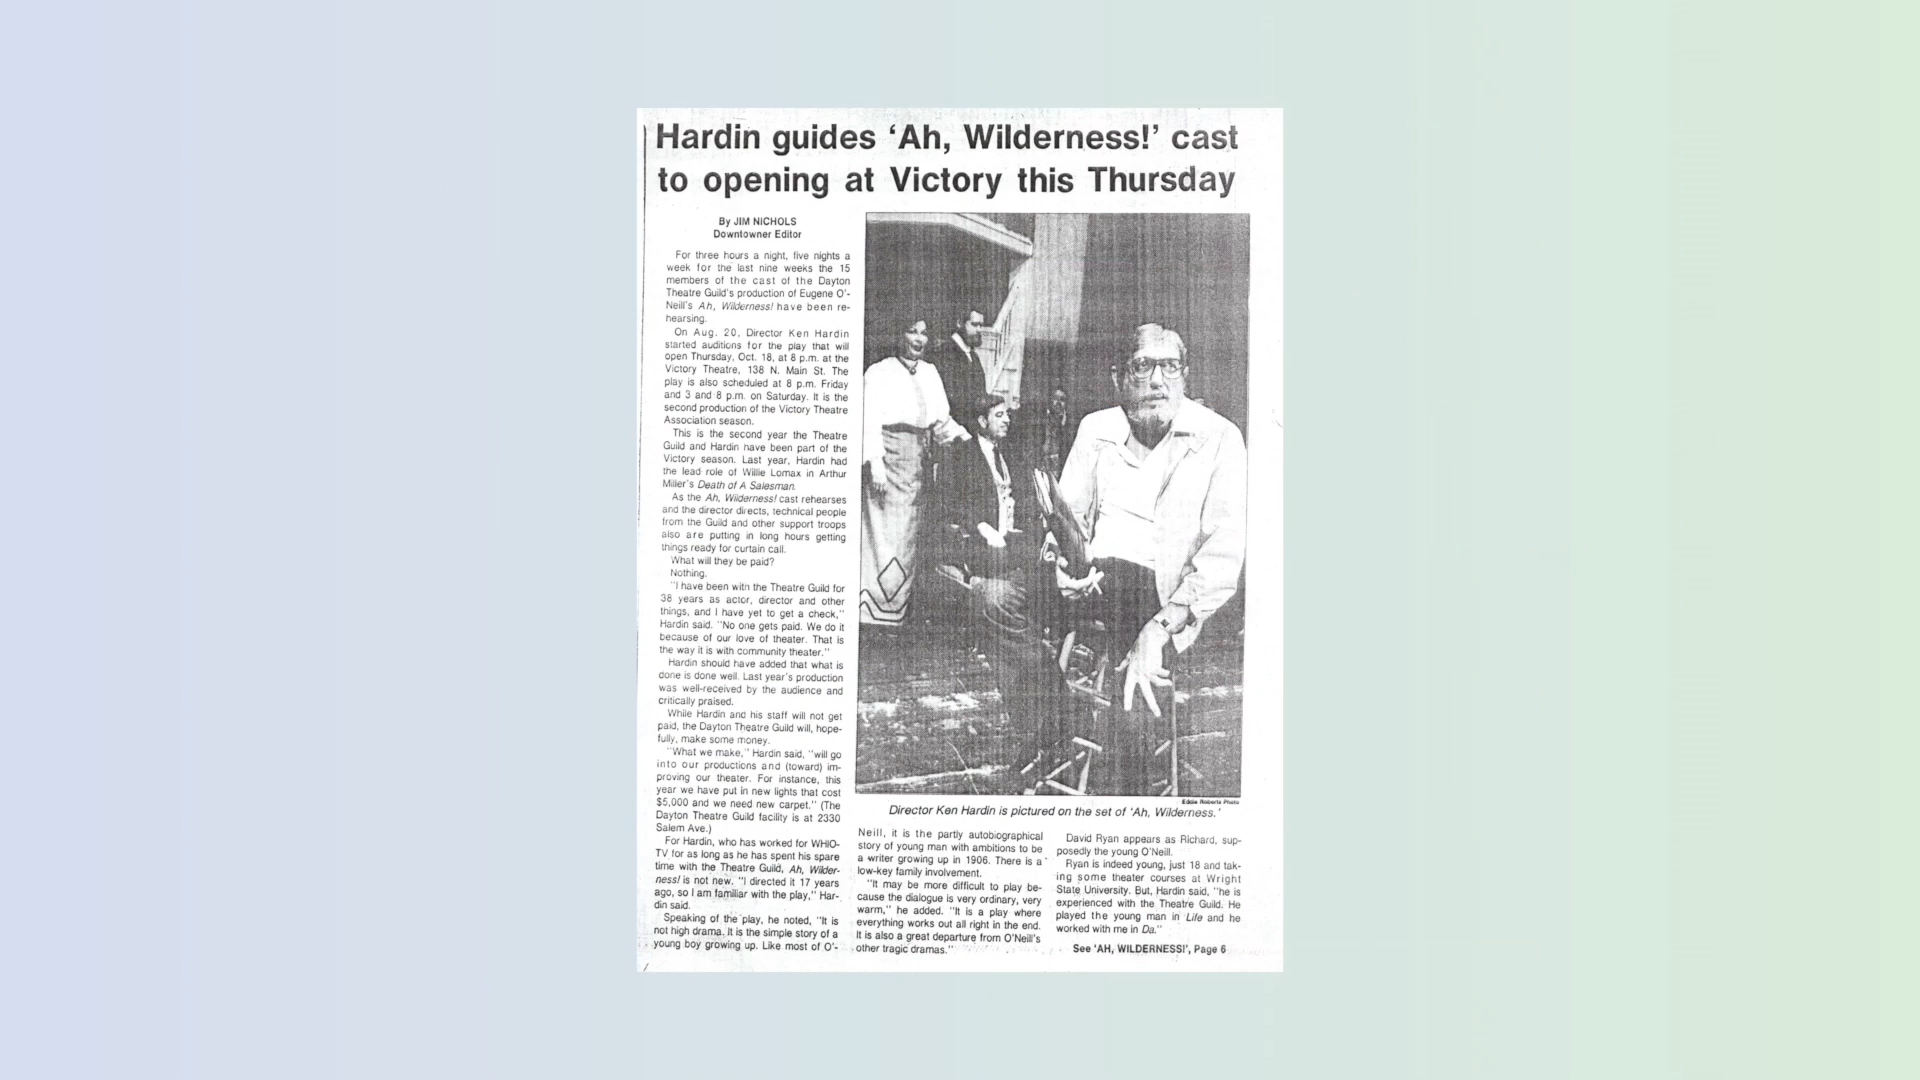 Hardin guides ‘Ah, Wilderness!’ cast
to opening at Victory this Thursday
By JIM NICHOLS
Downtowner Editor
For three hours a night, five nights a
week for the last nine weeks the 15
members of the cast of the Dayton
Theatre Guild's production of Eugene O'-
Neill's Ah, Wilderness! have been re-
hearsing.
On Aug. 20, Director Ken Hardin
started auditions for the play that will
open Thursday, Oct. 18, at 8 p.m. at the
Victory Theatre, 138 N. Main St. The
play is also scheduled at 8 p.m. Friday
and 3 and 8 p.m. on Saturday. It is the
second production of the Victory Theatre
Association season.
This is the second year the Theatre
Guild and Hardin have been part of the
Victory season. Last year, Hardin had
the lead role of Willie Lomax in Arthur
Miller's Death of A Salesman.
As the Ah, Wilderness! cast rehearses
and the director directs, technical people
from the Guild and other support troops
also are putting in long hours getting
things ready for curtain call.
What will they be paid?
Nothing.
"I have been with the Theatre Guild for
38 years as actor, director and other
things, and I have yet to get a check,"
Hardin said. "No one gets paid. We do it
because of our love of theater. That is
the way it is with community theater."
Hardin should have added that what is
done is done well. Last year's production
was well-received by the audience and
critically praised.
While Hardin and his staff will not get
paid, the Dayton Theatre Guild will, hope-
fully, make some money.
"What we make," Hardin said, "will go
into our productions and (toward) im-
proving our theater. For instance, this
year we have put in new lights that cost
$5,000 and we need new carpet." (The
Dayton Theatre Guild facility is at 2330
Salem Ave.)
For Hardin, who has worked for WHIO-
TV for as long as he has spent his spare
time with the Theatre Guild, Ah, Wilder-
ness! is not new. "I directed it 17 years
ago, so I am familiar with the play," Har-
din said.
Speaking of the play, he noted, "It is
not high drama. It is the simple story of a
young boy growing up. Like most of O'-
Eddie Roberts Photo
Director Ken Hardin is pictured on the set of 'Ah, Wilderness.'
Neill, it is the partly autobiographical
story of young man with ambitions to be
a writer growing up in 1906. There is a
low-key family involvement.
"It may be more difficult to play be-
cause the dialogue is very ordinary, very
warm," he added. "It is a play where
everything works out all right in the end.
It is also a great departure from O'Neill's
other tragic dramas."
David Ryan appears as Richard, sup-
posedly the young O'Neill.
Ryan is indeed young, just 18 and tak-
ing some theater courses at Wright
State University. But, Hardin said, "he is
experienced with the Theatre Guild. He
played the young man in Life and he
worked with me in Da."
See 'AH, WILDERNESS!', Page 6